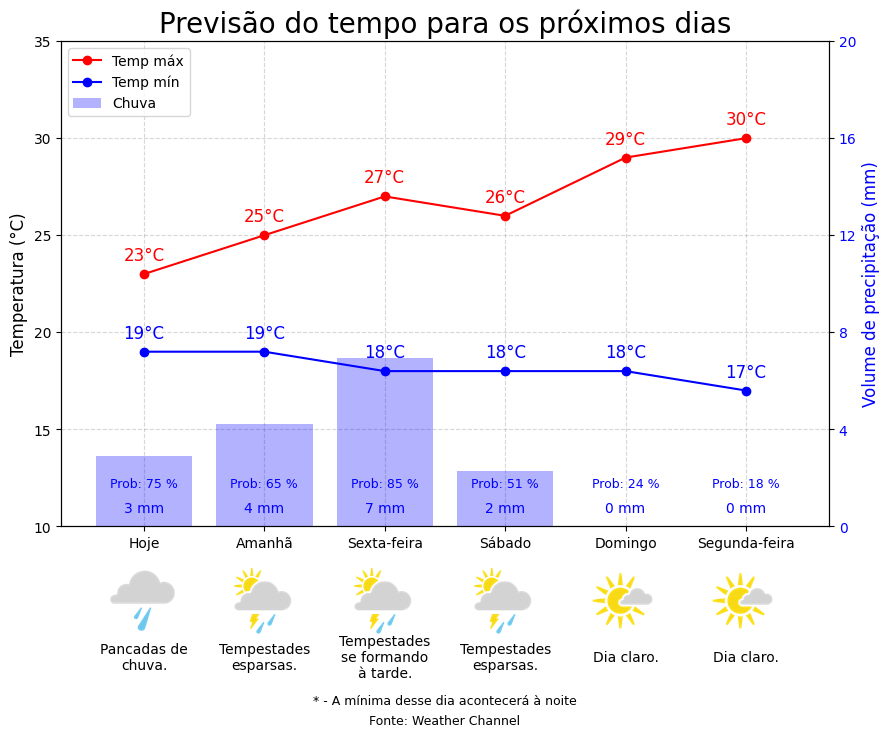 Previsão do tempo para os próximos dias
Temp máx
Temp mín
Chuva
Temperatura (°C)
Volume de precipitação (mm)
35
30
25
20
15
10
20
16
12
8
4
0
23°C
25°C
27°C
26°C
29°C
30°C
19°C
19°C
18°C
18°C
18°C
17°C
Prob: 75 %
Prob: 65 %
Prob: 85 %
Prob: 51 %
Prob: 24 %
Prob: 18 %
3 mm
4 mm
7 mm
2 mm
0 mm
0 mm
Hoje
Amanhã
Sexta-feira
Sábado
Domingo
Segunda-feira
Pancadas de
chuva.
Tempestades
esparsas.
Tempestades
se formando
à tarde.
Tempestades
esparsas.
Dia claro.
Dia claro.
* - A mínima desse dia acontecerá à noite
Fonte: Weather Channel